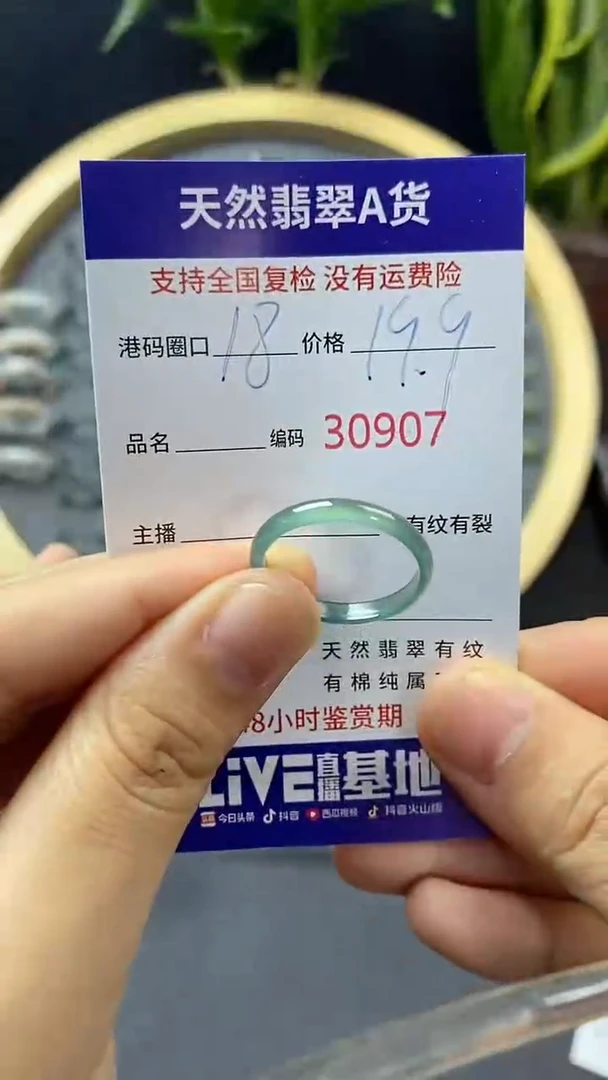 天然翡翠A货
支持全国复检 没有运费险
港码圈口 18 价格 19.9
品名 编码 30907
主播 有纹有裂
天然翡翠有纹
有棉纯属
48小时鉴赏期
LIVE直播基地
今日头条 抖音 西瓜视频 抖音火山版